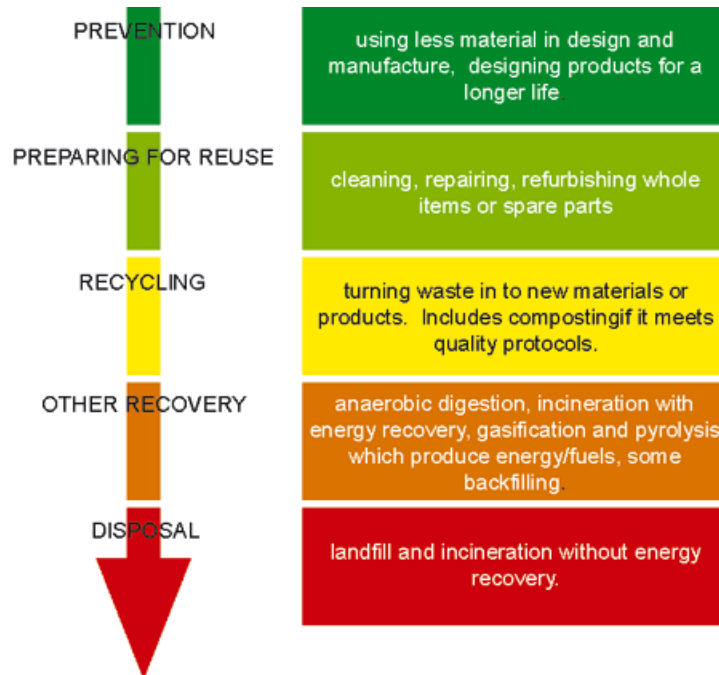 PREVENTION
using less material in design and
manufacture, designing products for a
longer life.
PREPARING FOR REUSE
cleaning, repairing, refurbishing whole
items or spare parts
RECYCLING
turning waste in to new materials or
products. Includes compostingif it meets
quality protocols.
OTHER RECOVERY
anaerobic digestion, incineration with
energy recovery, gasification and pyrolysis
which produce energy/fuels, some
backfilling.
DISPOSAL
landfill and incineration without energy
recovery.